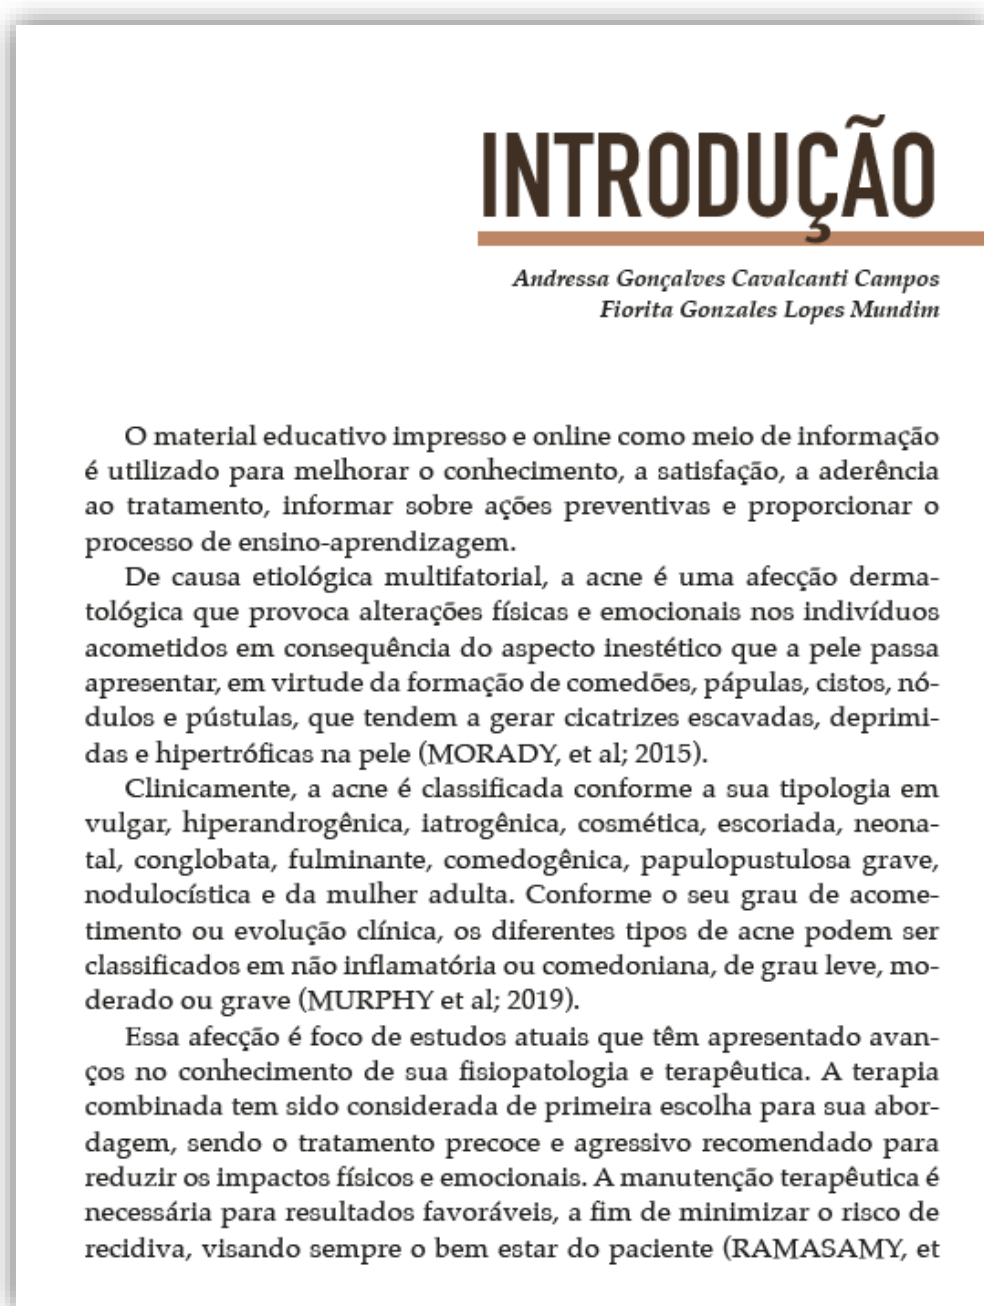 INTRODUÇÃO
Andressa Gonçalves Cavalcanti Campos
Fiorita Gonzales Lopes Mundim
O material educativo impresso e online como meio de informação
é utilizado para melhorar o conhecimento, a satisfação, a aderência
ao tratamento, informar sobre ações preventivas e proporcionar o
processo de ensino-aprendizagem.
De causa etiológica multifatorial, a acne é uma afecção derma-
tológica que provoca alterações físicas e emocionais nos indivíduos
acometidos em consequência do aspecto inestético que a pele passa
apresentar, em virtude da formação de comedões, pápulas, cistos, nó-
dulos e pústulas, que tendem a gerar cicatrizes escavadas, deprimi-
das e hipertróficas na pele (MORADY, et al; 2015).
Clinicamente, a acne é classificada conforme a sua tipologia em
vulgar, hiperandrogênica, iatrogênica, cosmética, escoriada, neona-
tal, conglobata, fulminante, comedogênica, papulopustulosa grave,
nodulocística e da mulher adulta. Conforme o seu grau de acome-
timento ou evolução clínica, os diferentes tipos de acne podem ser
classificados em não inflamatória ou comedoniana, de grau leve, mo-
derado ou grave (MURPHY et al; 2019).
Essa afecção é foco de estudos atuais que têm apresentado avan-
ços no conhecimento de sua fisiopatologia e terapêutica. A terapia
combinada tem sido considerada de primeira escolha para sua abor-
dagem, sendo o tratamento precoce e agressivo recomendado para
reduzir os impactos físicos e emocionais. A manutenção terapêutica é
necessária para resultados favoráveis, a fim de minimizar o risco de
recidiva, visando sempre o bem estar do paciente (RAMASAMY, et